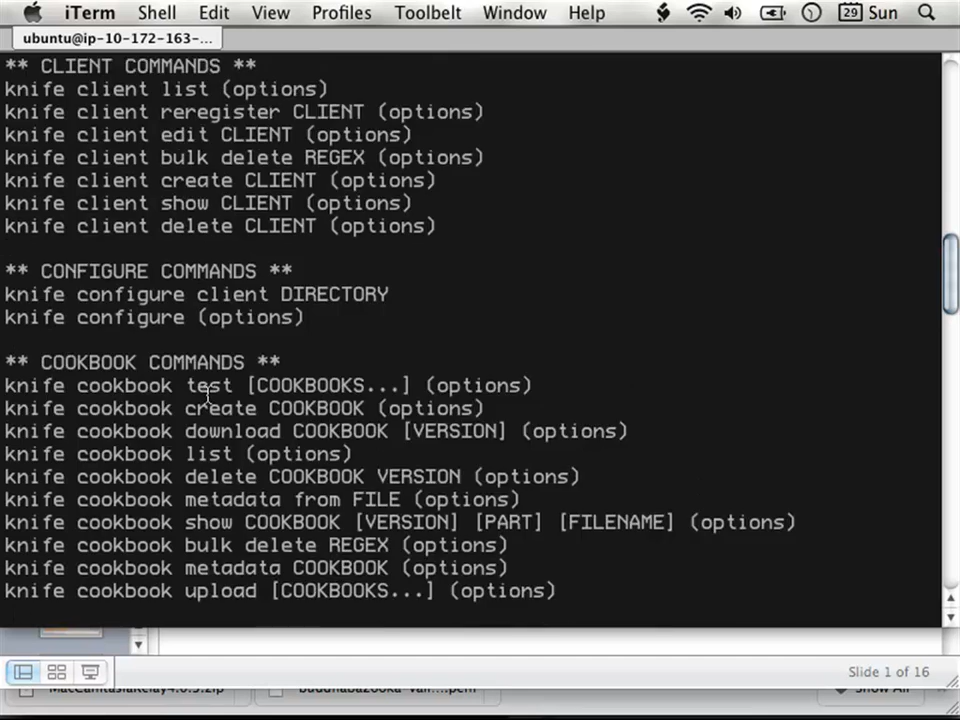 iTerm Shell Edit View Profiles Toolbelt Window Help 29 Sun
ubuntu@ip-10-172-163-...
** CLIENT COMMANDS **
knife client list (options)
knife client reregister CLIENT (options)
knife client edit CLIENT (options)
knife client bulk delete REGEX (options)
knife client create CLIENT (options)
knife client show CLIENT (options)
knife client delete CLIENT (options)
** CONFIGURE COMMANDS **
knife configure client DIRECTORY
knife configure (options)
** COOKBOOK COMMANDS **
knife cookbook test [COOKBOOKS...] (options)
knife cookbook create COOKBOOK (options)
knife cookbook download COOKBOOK [VERSION] (options)
knife cookbook list (options)
knife cookbook delete COOKBOOK VERSION (options)
knife cookbook metadata from FILE (options)
knife cookbook show COOKBOOK [VERSION] [PART] [FILENAME] (options)
knife cookbook bulk delete REGEX (options)
knife cookbook metadata COOKBOOK (options)
knife cookbook upload [COOKBOOKS...] (options)
Slide 1 of 16
Show All